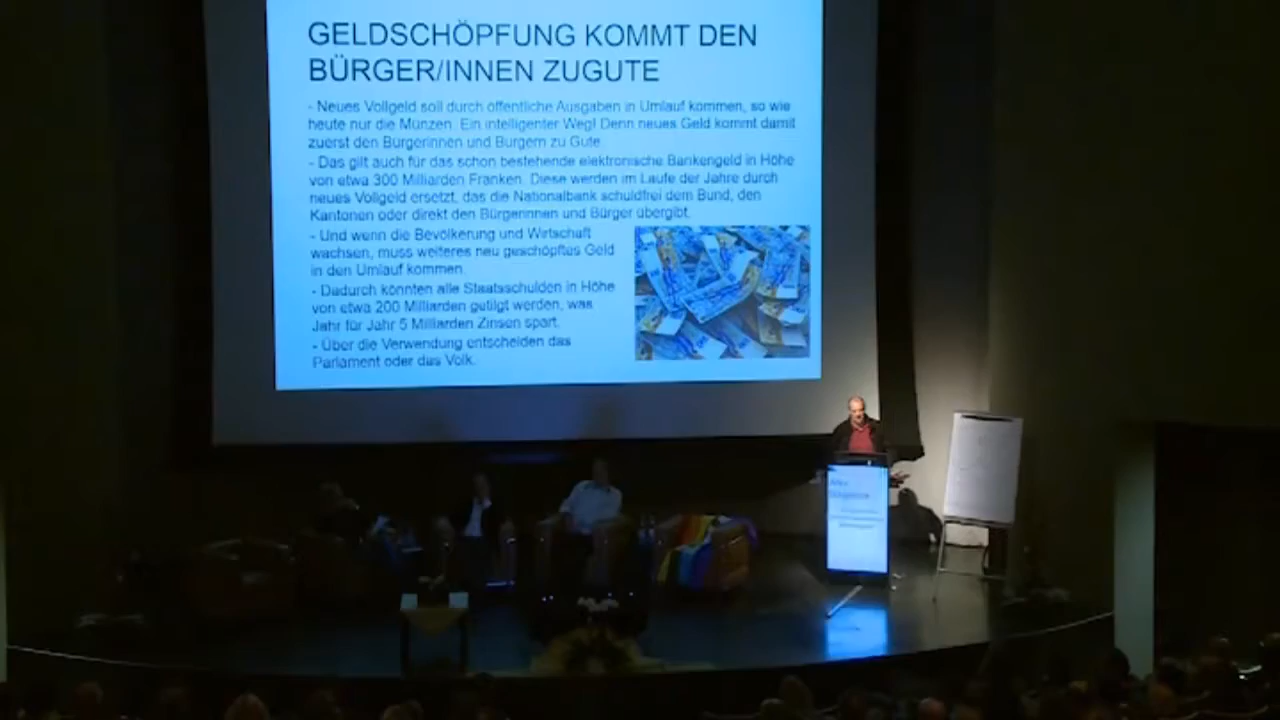 GELDSCHÖPFUNG KOMMT DEN
BÜRGER/INNEN ZUGUTE
- Neues Vollgeld soll durch öffentliche Ausgaben in Umlauf kommen, so wie
heute nur die Münzen. Ein intelligenter Weg! Denn neues Geld kommt damit
zuerst den Bürgerinnen und Bürgern zu Gute.
- Das gilt auch für das schon bestehende elektronische Bankengeld in Höhe
von etwa 300 Milliarden Franken. Diese werden im Laufe der Jahre durch
neues Vollgeld ersetzt, das die Nationalbank schuldfrei dem Bund, den
Kantonen oder direkt den Bürgerinnen und Bürger übergibt.
- Und wenn die Bevölkerung und Wirtschaft
wachsen, muss weiteres neu geschöpftes Geld
in den Umlauf kommen.
- Dadurch könnten alle Staatsschulden in Höhe
von etwa 200 Milliarden getilgt werden, was
Jahr für Jahr 5 Milliarden Zinsen spart.
- Über die Verwendung entscheiden das
Parlament oder das Volk.